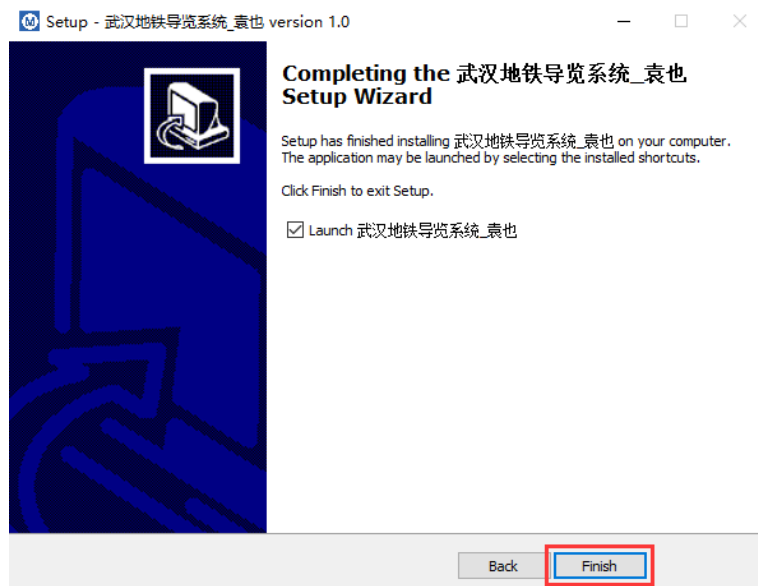 Setup - 武汉地铁导览系统_袁也 version 1.0
Completing the 武汉地铁导览系统_袁也
Setup Wizard
Setup has finished installing 武汉地铁导览系统_袁也 on your computer.
The application may be launched by selecting the installed shortcuts.
Click Finish to exit Setup.
Launch 武汉地铁导览系统_袁也
Back Finish